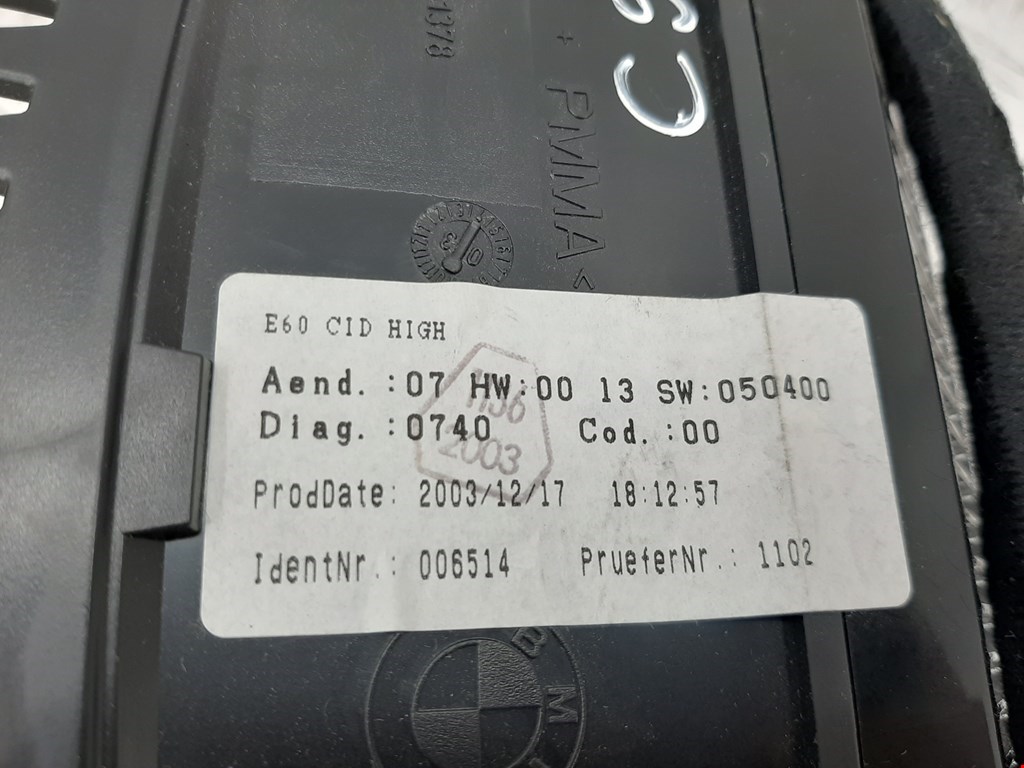 1378
+ PMMA <
E60 CID HIGH
Aend.:07 HW:00 13 SW:050400
Diag.:0740 Cod.:00
2003
ProdDate: 2003/12/17 18:12:57
IdentNr.: 006514 PrueferNr.: 1102
B M